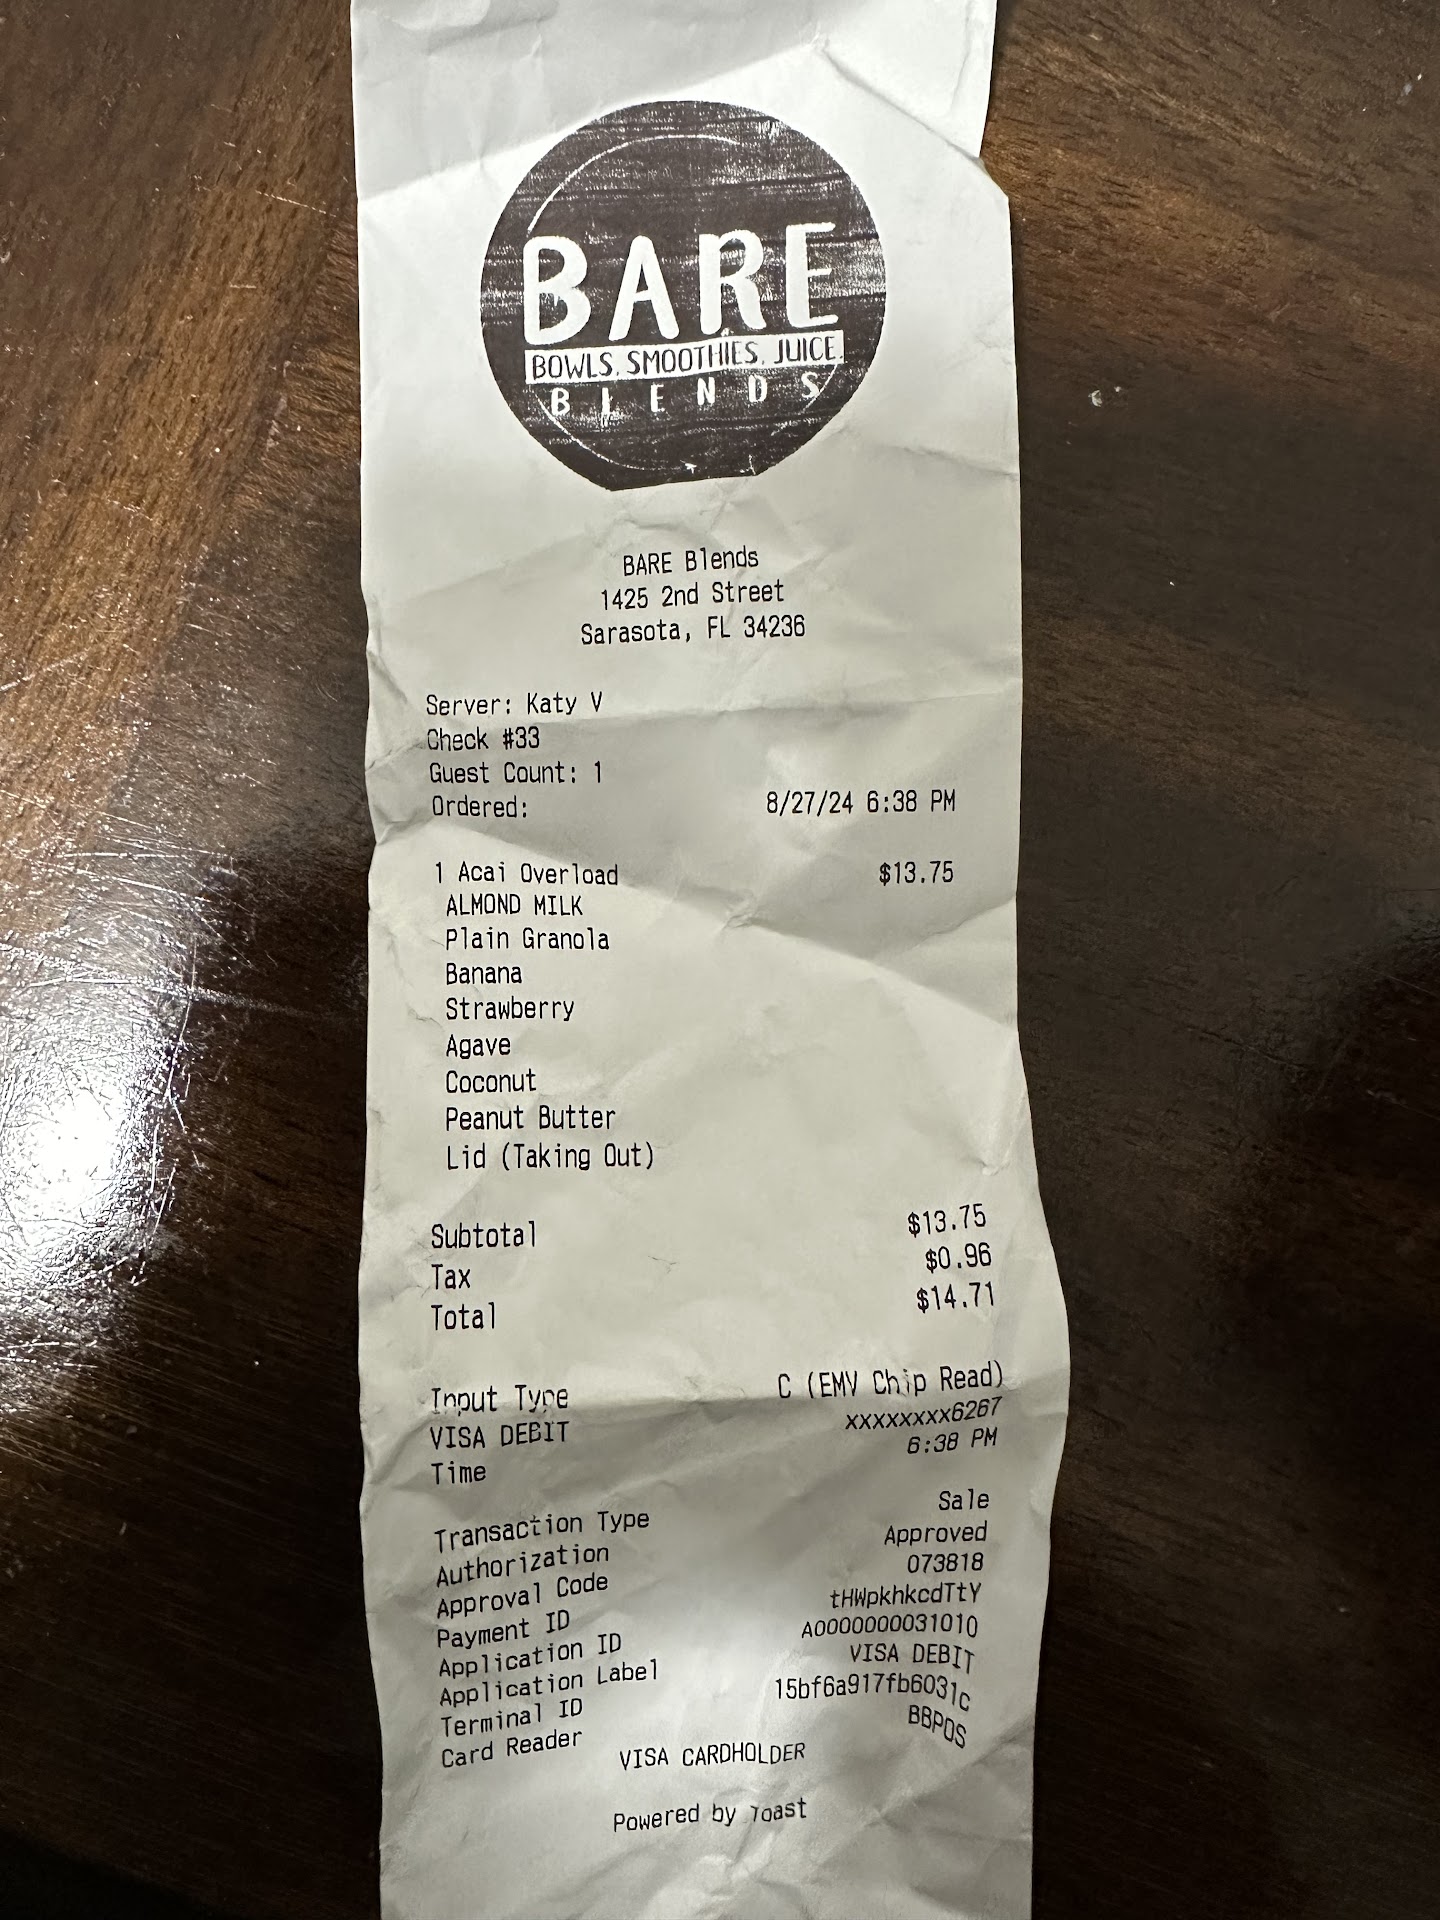 BARE
BOWLS. SMOOTHIES. JUICE.
BLENDS
BARE Blends
1425 2nd Street
Sarasota, FL 34236
Server: Katy V
Check #33
Guest Count: 1
Ordered: 8/27/24 6:38 PM
1 Acai Overload $13.75
ALMOND MILK
Plain Granola
Banana
Strawberry
Agave
Coconut
Peanut Butter
Lid (Taking Out)
Subtotal $13.75
Tax $0.96
Total $14.71
Input Type C (EMV Chip Read)
VISA DEBIT xxxxxxxx6267
Time 6:38 PM
Transaction Type Sale
Authorization Approved
Approval Code 073818
Payment ID tHWpkhkcdTtY
Application ID A0000000031010
Application Label VISA DEBIT
Terminal ID 15bf6a917fb6031c
Card Reader BBPOS
VISA CARDHOLDER
Powered by Toast